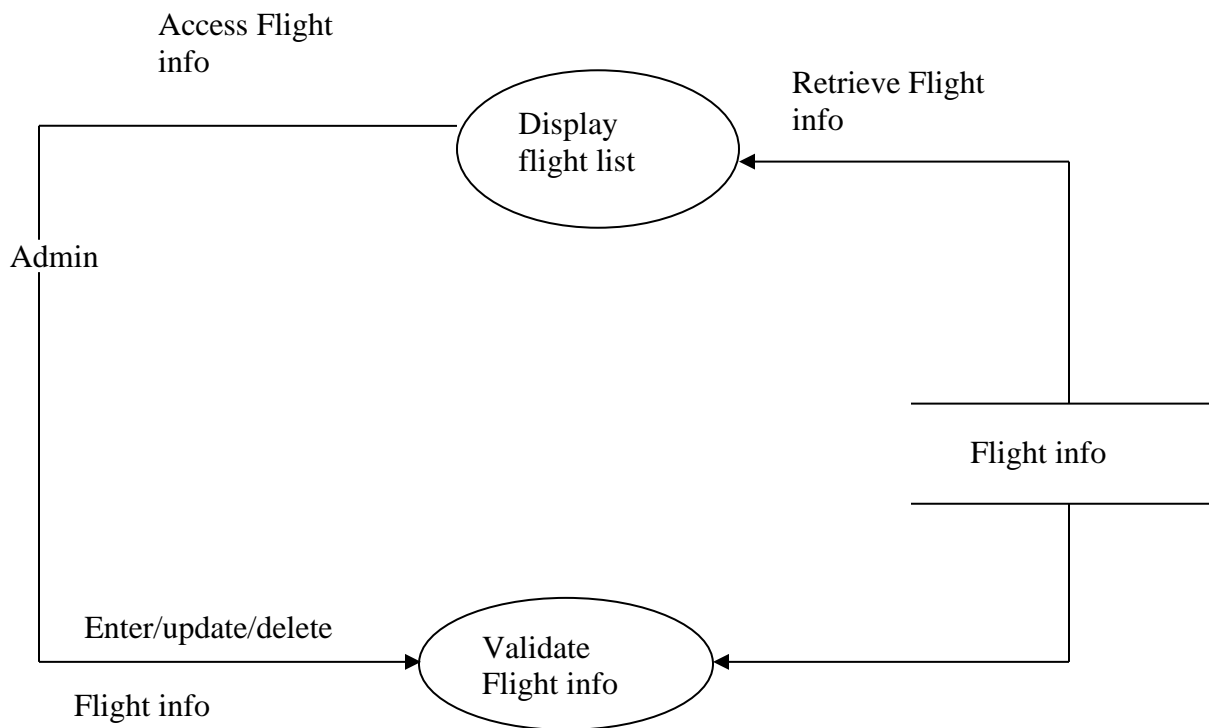 Access Flight
info
Retrieve Flight
info
Display
flight list
Admin
Flight info
Enter/update/delete
Validate
Flight info
Flight info